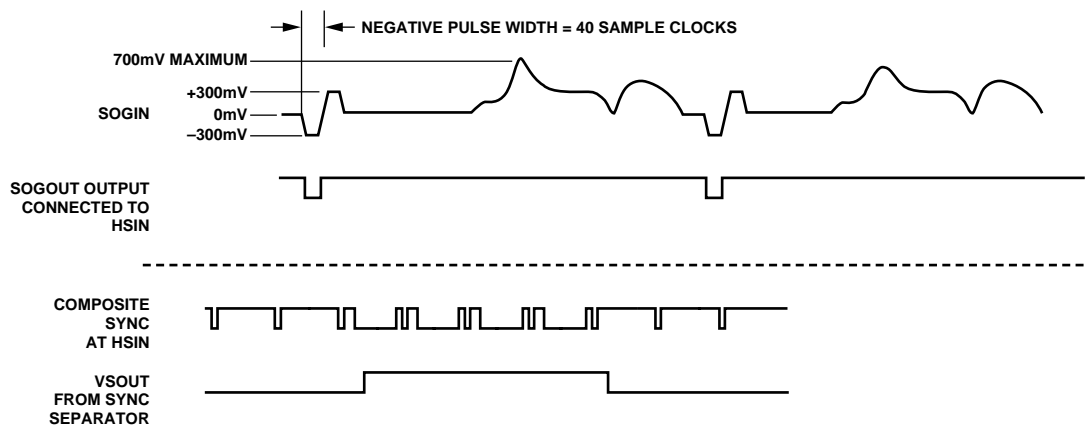 NEGATIVE PULSE WIDTH = 40 SAMPLE CLOCKS
700mV MAXIMUM
+300mV
SOGIN
0mV
–300mV
SOGOUT OUTPUT
CONNECTED TO
HSIN
COMPOSITE
SYNC
AT HSIN
VSOUT
FROM SYNC
SEPARATOR